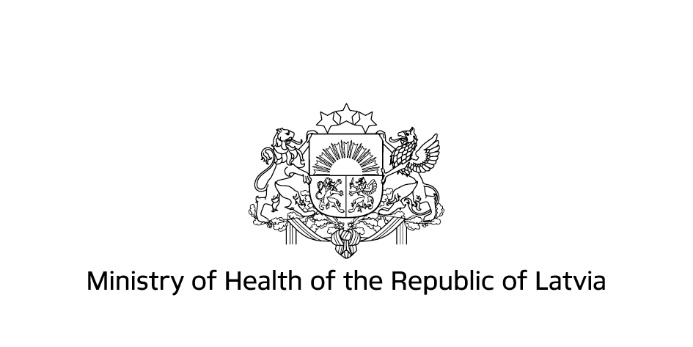 Ministry of Health of the Republic of Latvia